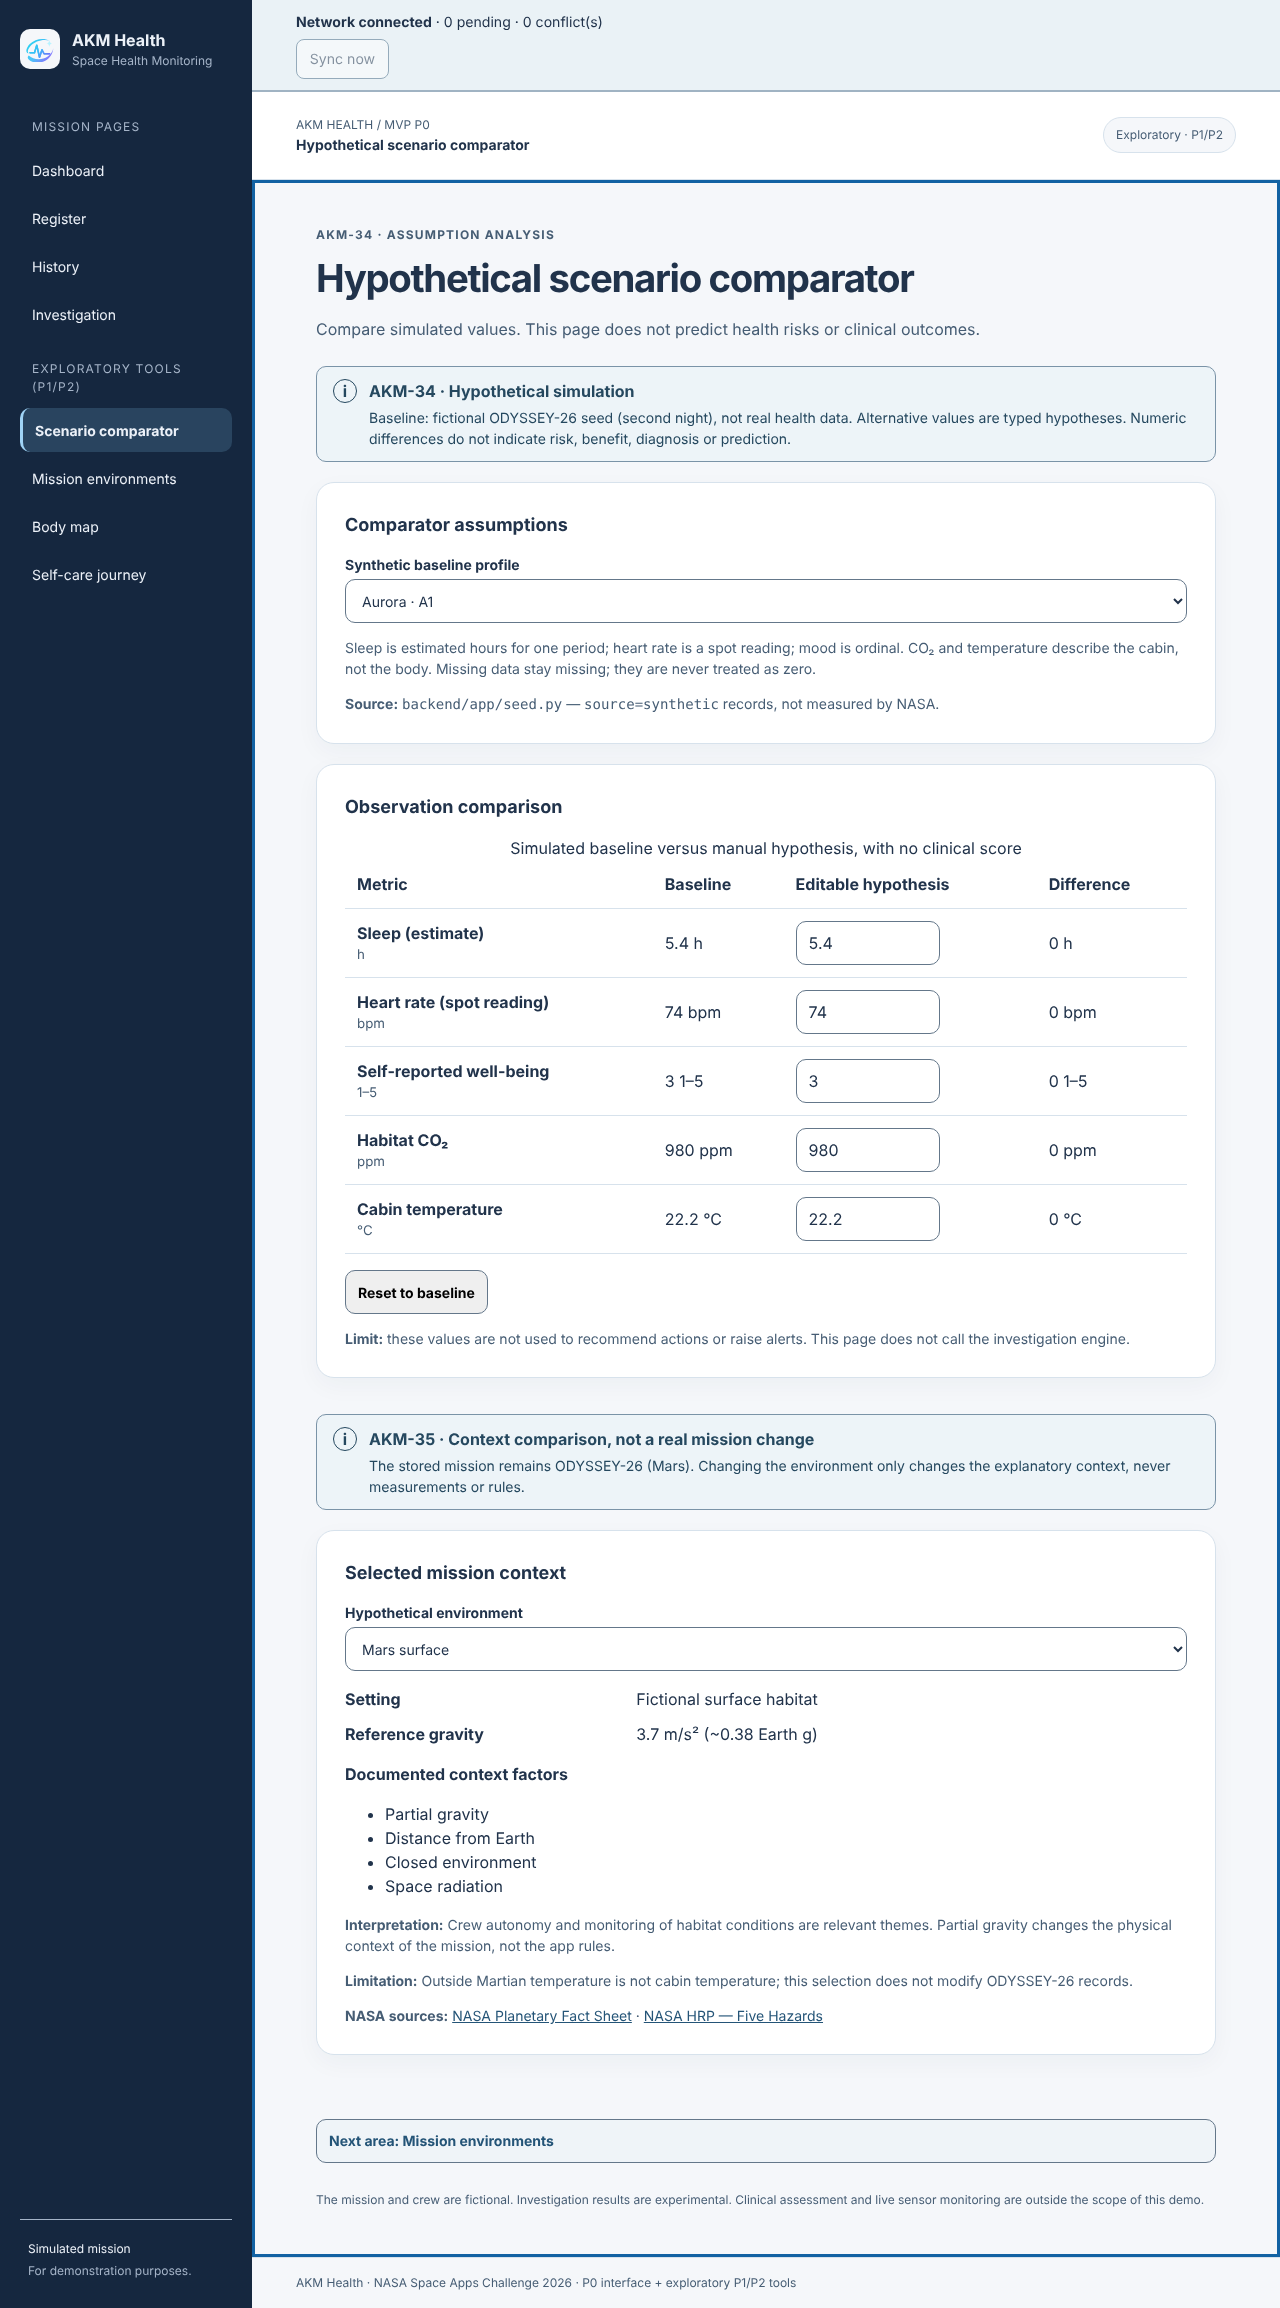 AKM Health
Space Health Monitoring
MISSION PAGES
Dashboard
Register
History
Investigation
EXPLORATORY TOOLS
(P1/P2)
Scenario comparator
Mission environments
Body map
Self-care journey
Simulated mission
For demonstration purposes.
Network connected · 0 pending · 0 conflict(s)
Sync now
AKM HEALTH / MVP P0
Hypothetical scenario comparator
Exploratory · P1/P2
AKM-34 · ASSUMPTION ANALYSIS
Hypothetical scenario comparator
Compare simulated values. This page does not predict health risks or clinical outcomes.
i AKM-34 · Hypothetical simulation
Baseline: fictional ODYSSEY-26 seed (second night), not real health data. Alternative values are typed hypotheses. Numeric
differences do not indicate risk, benefit, diagnosis or prediction.
Comparator assumptions
Synthetic baseline profile
Aurora · A1
Sleep is estimated hours for one period; heart rate is a spot reading; mood is ordinal. CO₂ and temperature describe the cabin,
not the body. Missing data stay missing; they are never treated as zero.
Source: backend/app/seed.py — source=synthetic records, not measured by NASA.
Observation comparison
Simulated baseline versus manual hypothesis, with no clinical score
Metric Baseline Editable hypothesis Difference
Sleep (estimate)
h
5.4 h 5.4 0 h
Heart rate (spot reading)
bpm
74 bpm 74 0 bpm
Self-reported well-being
1–5
3 1–5 3 0 1–5
Habitat CO₂
ppm
980 ppm 980 0 ppm
Cabin temperature
°C
22.2 °C 22.2 0 °C
Reset to baseline
Limit: these values are not used to recommend actions or raise alerts. This page does not call the investigation engine.
i AKM-35 · Context comparison, not a real mission change
The stored mission remains ODYSSEY-26 (Mars). Changing the environment only changes the explanatory context, never
measurements or rules.
Selected mission context
Hypothetical environment
Mars surface
Setting Fictional surface habitat
Reference gravity 3.7 m/s² (~0.38 Earth g)
Documented context factors
• Partial gravity
• Distance from Earth
• Closed environment
• Space radiation
Interpretation: Crew autonomy and monitoring of habitat conditions are relevant themes. Partial gravity changes the physical
context of the mission, not the app rules.
Limitation: Outside Martian temperature is not cabin temperature; this selection does not modify ODYSSEY-26 records.
NASA sources: NASA Planetary Fact Sheet · NASA HRP — Five Hazards
Next area: Mission environments
The mission and crew are fictional. Investigation results are experimental. Clinical assessment and live sensor monitoring are outside the scope of this demo.
AKM Health · NASA Space Apps Challenge 2026 · P0 interface + exploratory P1/P2 tools